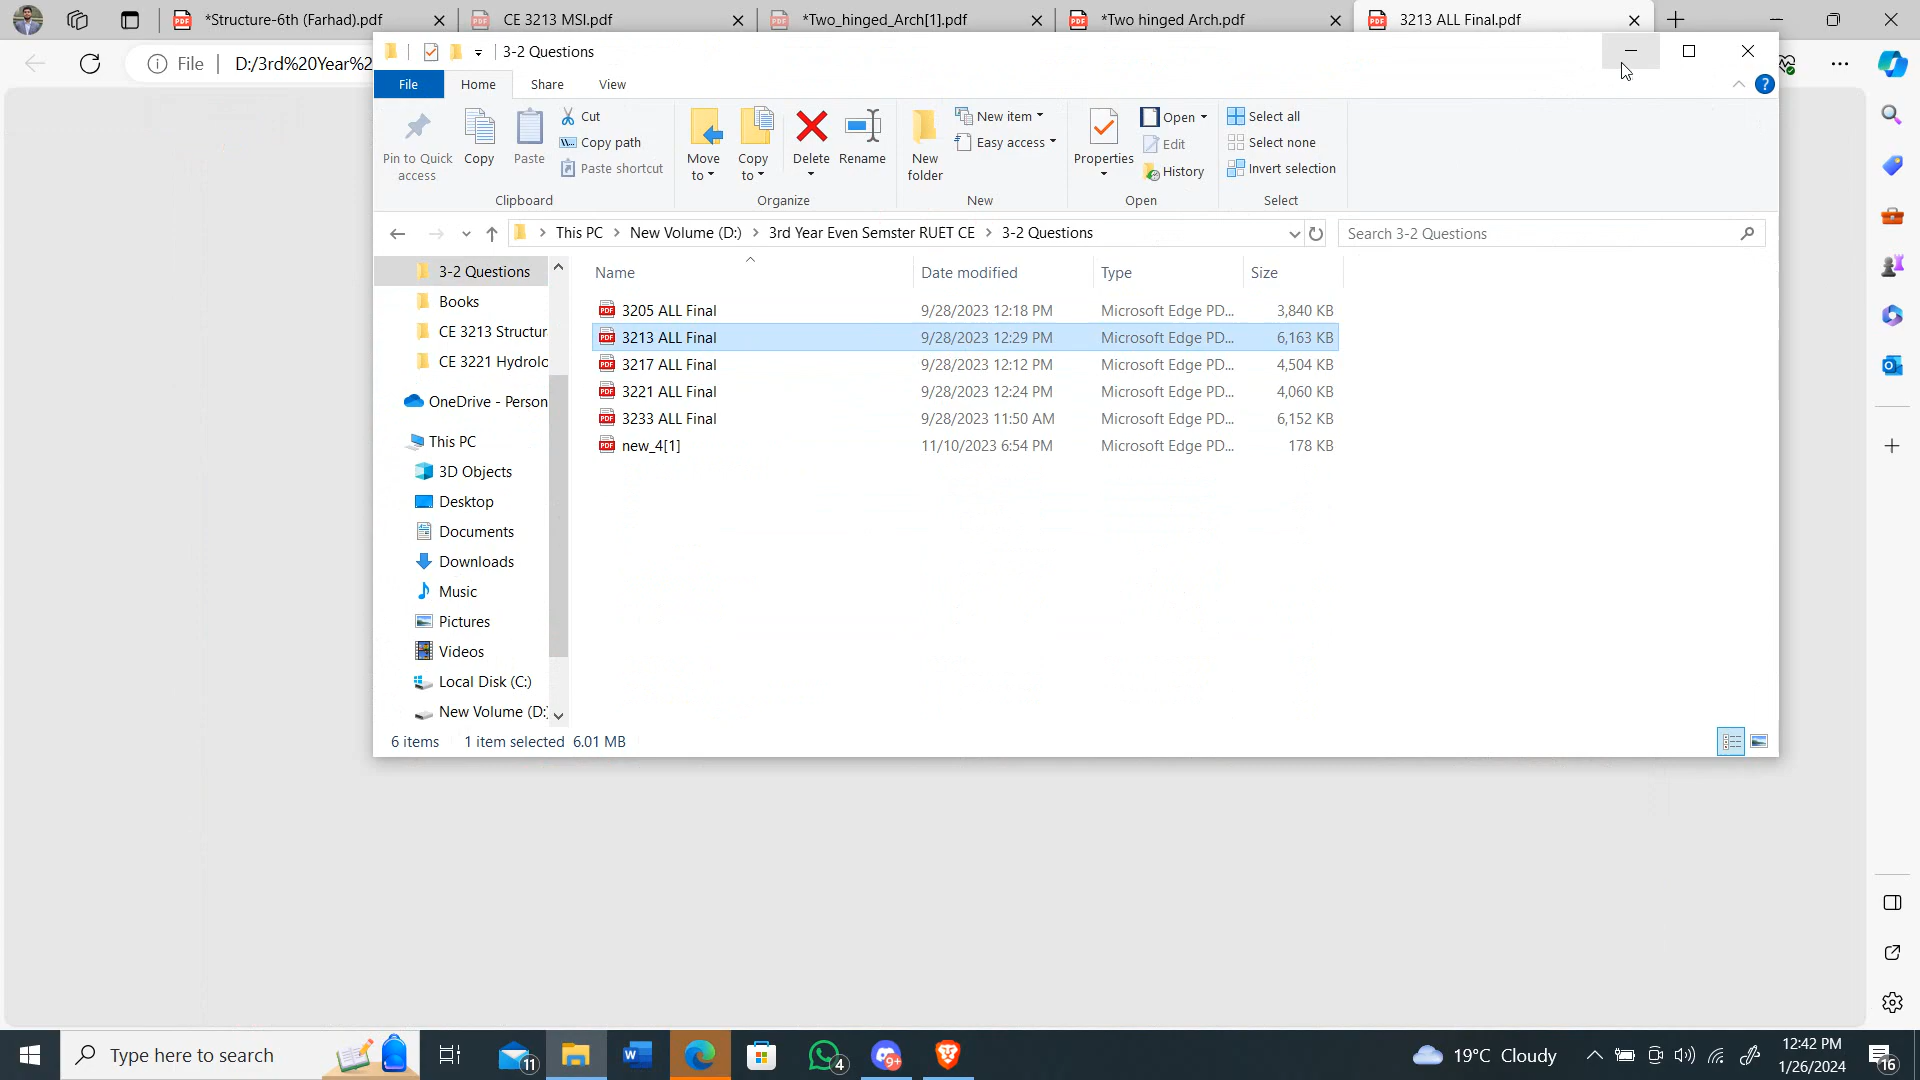 *Structure-6th (Farhad).pdf
CE 3213 MSI.pdf
*Two_hinged_Arch[1].pdf
*Two hinged Arch.pdf
3213 ALL Final.pdf
File
D:/3rd%20Year%2
3-2 Questions
File
Home
Share
View
Pin to Quick access
Copy
Paste
Cut
Copy path
Paste shortcut
Clipboard
Move to
Copy to
Delete
Rename
Organize
New folder
New item
Easy access
New
Properties
Open
Edit
History
Open
Select all
Select none
Invert selection
Select
This PC
New Volume (D:)
3rd Year Even Semster RUET CE
3-2 Questions
Search 3-2 Questions
3-2 Questions
Books
CE 3213 Structur
CE 3221 Hydrolo
OneDrive - Person
This PC
3D Objects
Desktop
Documents
Downloads
Music
Pictures
Videos
Local Disk (C:)
New Volume (D:
Name Date modified Type Size
3205 ALL Final 9/28/2023 12:18 PM Microsoft Edge PD... 3,840 KB
3213 ALL Final 9/28/2023 12:29 PM Microsoft Edge PD... 6,163 KB
3217 ALL Final 9/28/2023 12:12 PM Microsoft Edge PD... 4,504 KB
3221 ALL Final 9/28/2023 12:24 PM Microsoft Edge PD... 4,060 KB
3233 ALL Final 9/28/2023 11:50 AM Microsoft Edge PD... 6,152 KB
new_4[1] 11/10/2023 6:54 PM Microsoft Edge PD... 178 KB
6 items 1 item selected 6.01 MB
Type here to search
11
4
9+
19°C Cloudy
12:42 PM
1/26/2024
16